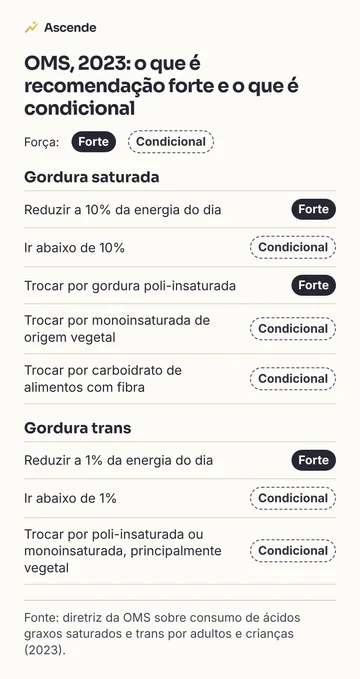 Ascende
OMS, 2023: o que é
recomendação forte e o que é
condicional
Força: Forte Condicional
Gordura saturada
Reduzir a 10% da energia do dia Forte
Ir abaixo de 10% Condicional
Trocar por gordura poli-insaturada Forte
Trocar por monoinsaturada de
origem vegetal Condicional
Trocar por carboidrato de
alimentos com fibra Condicional
Gordura trans
Reduzir a 1% da energia do dia Forte
Ir abaixo de 1% Condicional
Trocar por poli-insaturada ou
monoinsaturada, principalmente
vegetal Condicional
Fonte: diretriz da OMS sobre consumo de ácidos
graxos saturados e trans por adultos e crianças
(2023).